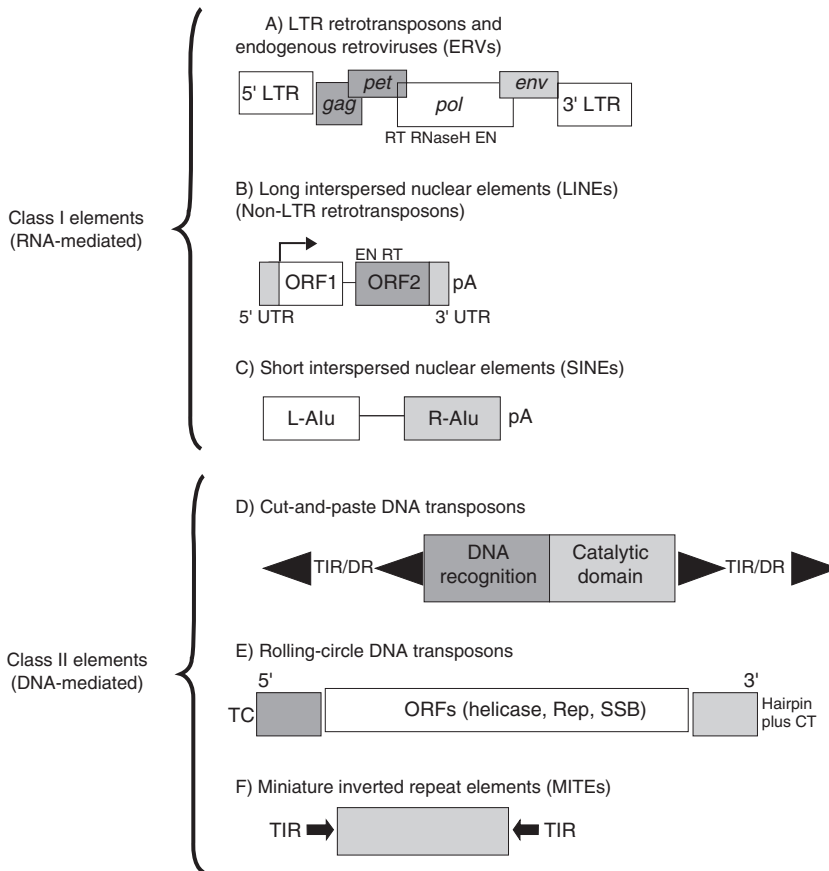 A) LTR retrotransposons and
endogenous retroviruses (ERVs)
5' LTR
gag
pet
pol
env
3' LTR
RT RNaseH EN
Class I elements
(RNA-mediated)
B) Long interspersed nuclear elements (LINEs)
(Non-LTR retrotransposons)
EN RT
ORF1
ORF2
pA
5' UTR
3' UTR
C) Short interspersed nuclear elements (SINEs)
L-Alu
R-Alu
pA
D) Cut-and-paste DNA transposons
TIR/DR
DNA
recognition
Catalytic
domain
TIR/DR
Class II elements
(DNA-mediated)
E) Rolling-circle DNA transposons
5'
3'
TC
ORFs (helicase, Rep, SSB)
Hairpin
plus CT
F) Miniature inverted repeat elements (MITEs)
TIR
TIR